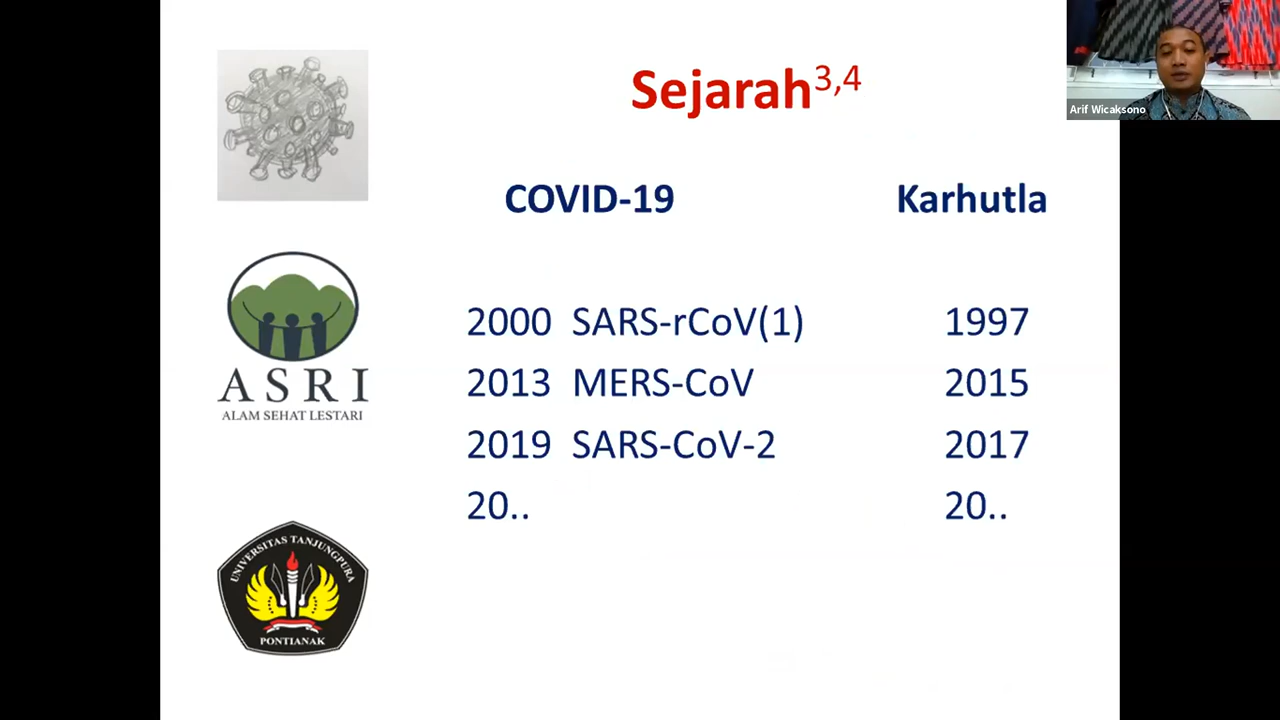 Sejarah3,4
Arif Wicaksono
COVID-19 Karhutla
2000 SARS-rCoV(1) 1997
2013 MERS-CoV 2015
2019 SARS-CoV-2 2017
20.. 20..
ASRI
ALAM SEHAT LESTARI
UNIVERSITAS TANJUNGPURA
PONTIANAK